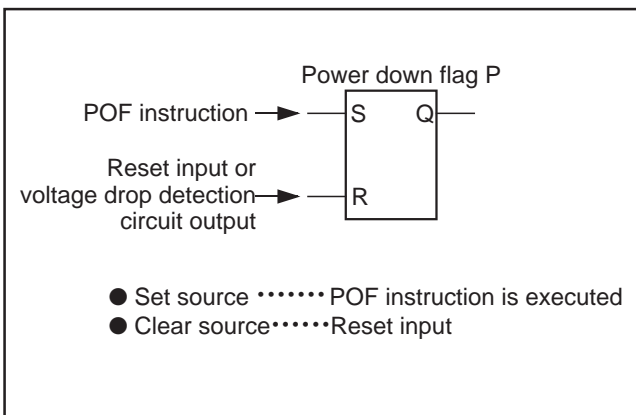 Power down flag P
POF instruction
S
Q
Reset input or
voltage drop detection
circuit output
R
● Set source ······· POF instruction is executed
● Clear source ······ Reset input